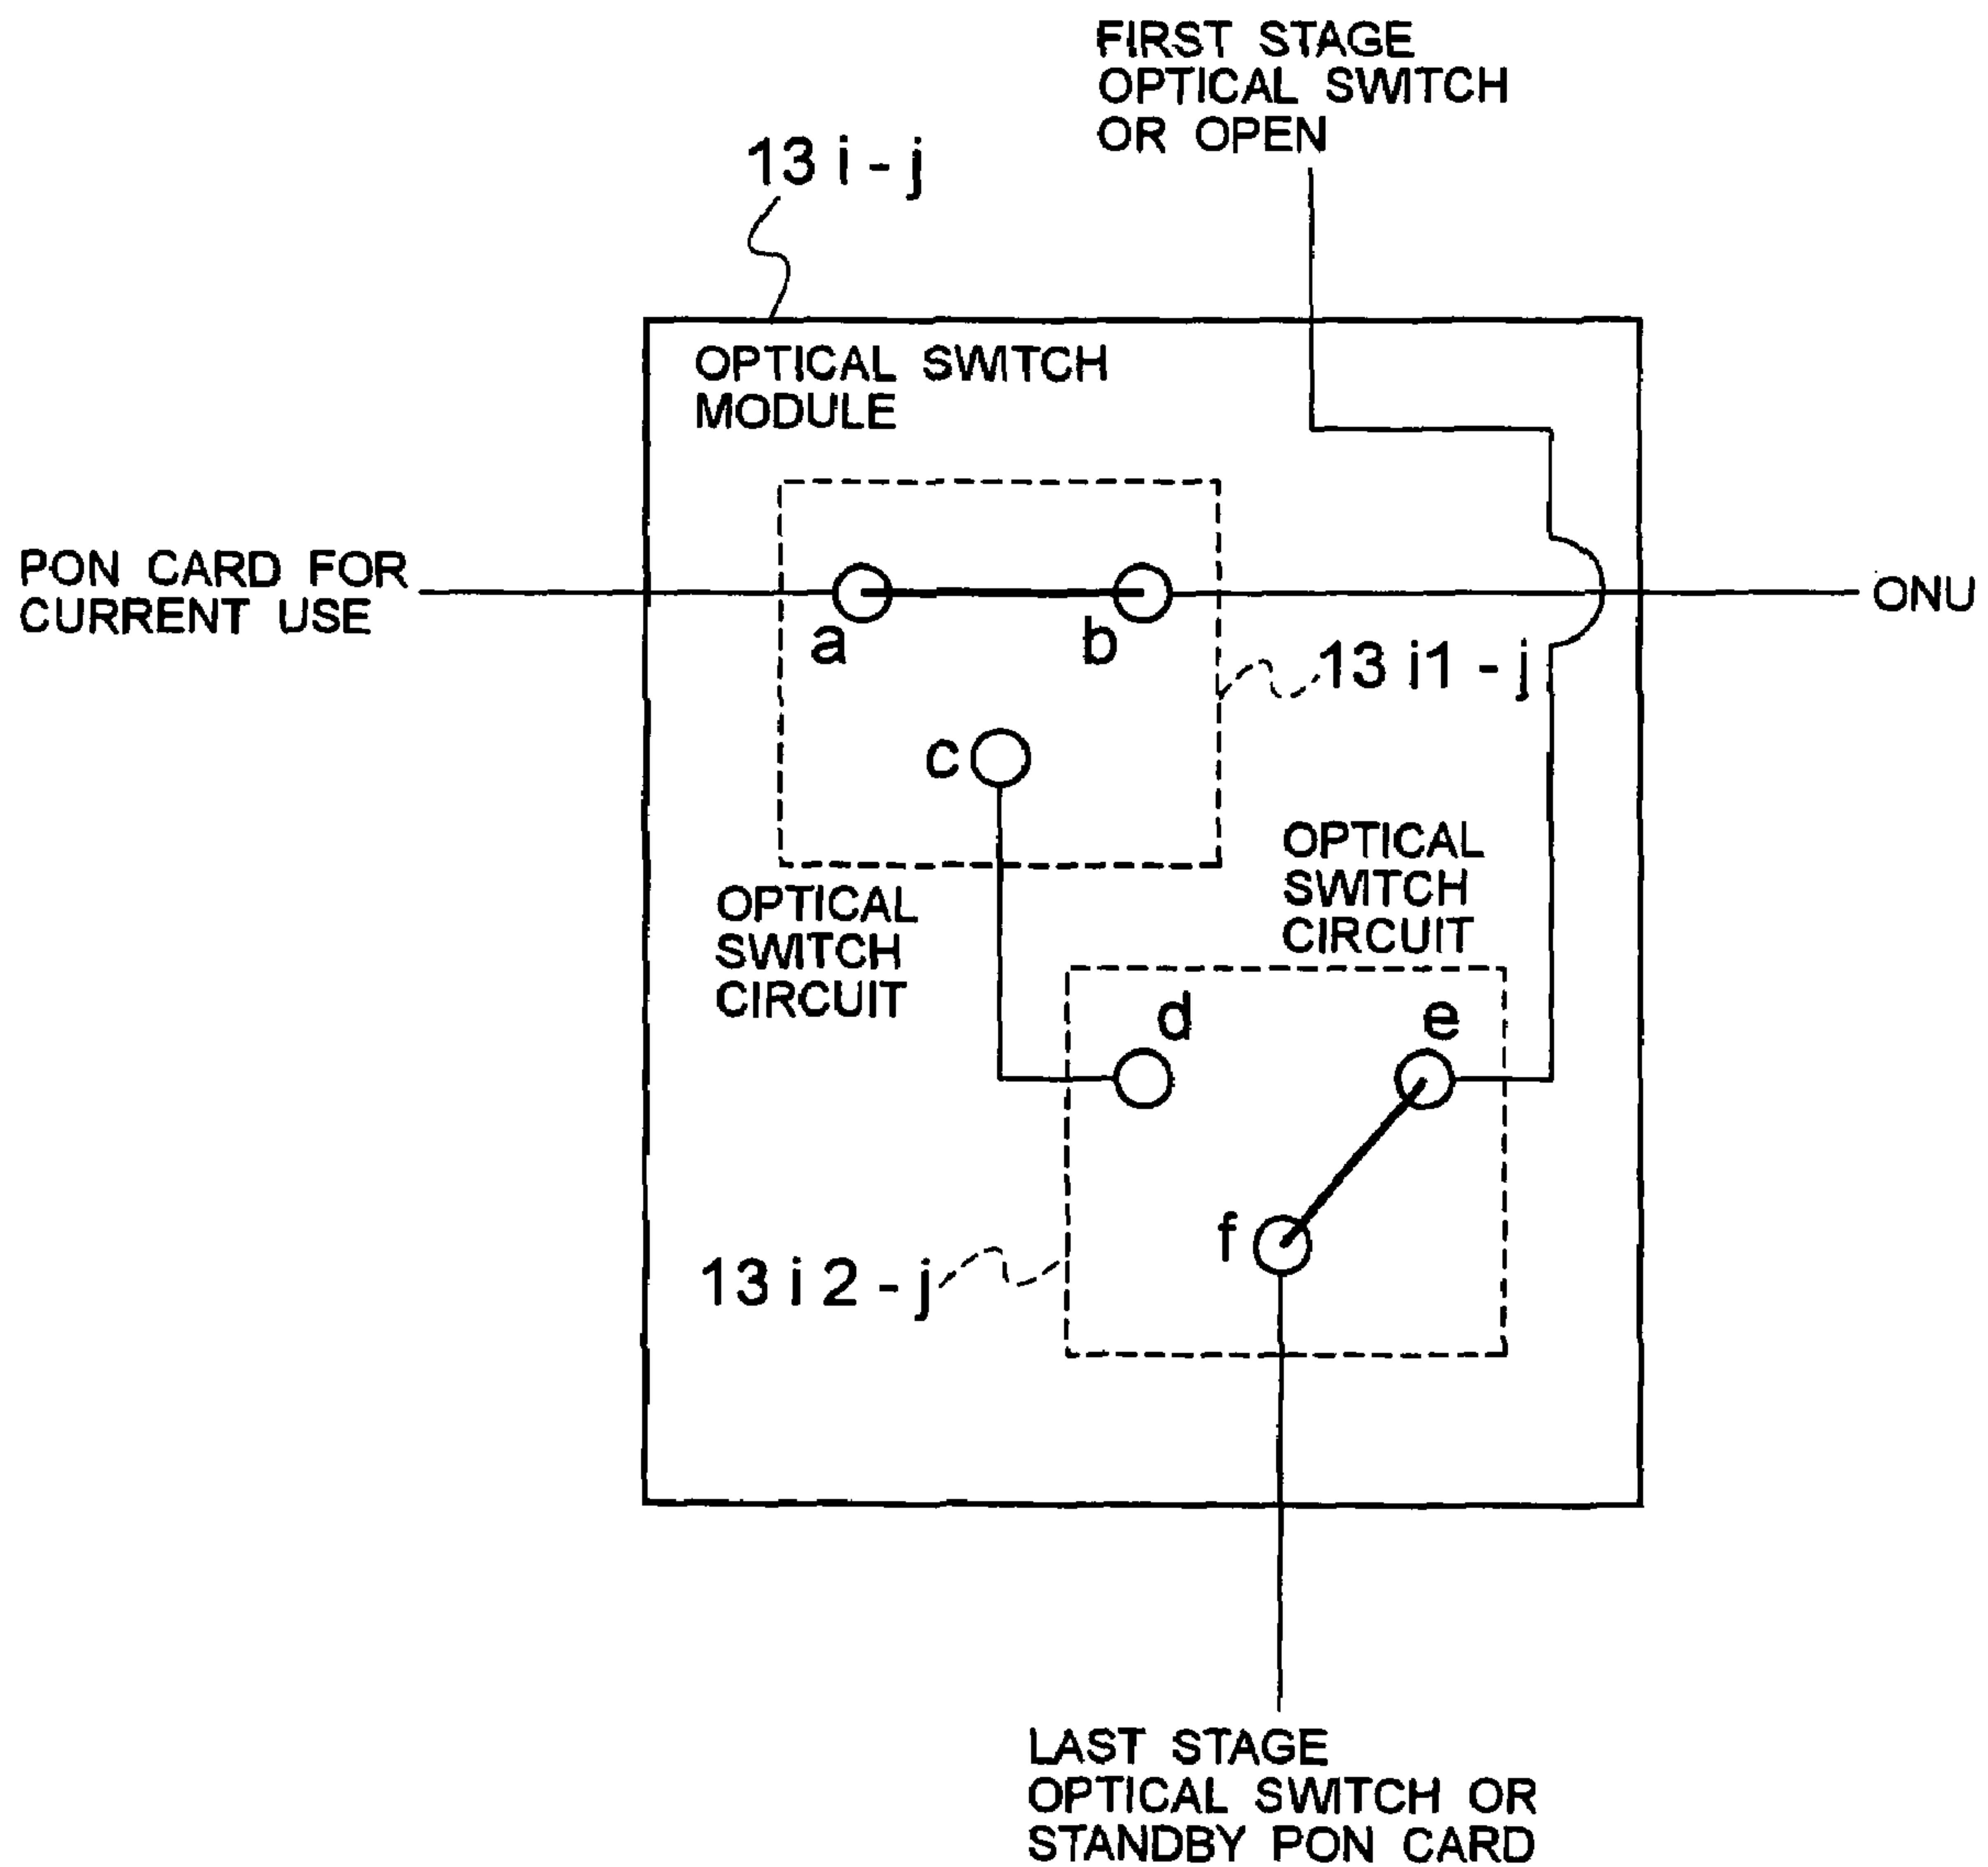 FIRST STAGE
OPTICAL SWITCH
OR OPEN
13 i - j
OPTICAL SWITCH
MODULE
PON CARD FOR
CURRENT USE
ONU
a
b
13 i1 - j
c
OPTICAL
SWITCH
CIRCUIT
OPTICAL
SWITCH
CIRCUIT
d
e
f
13 i 2 - j
LAST STAGE
OPTICAL SWITCH OR
STANDBY PON CARD